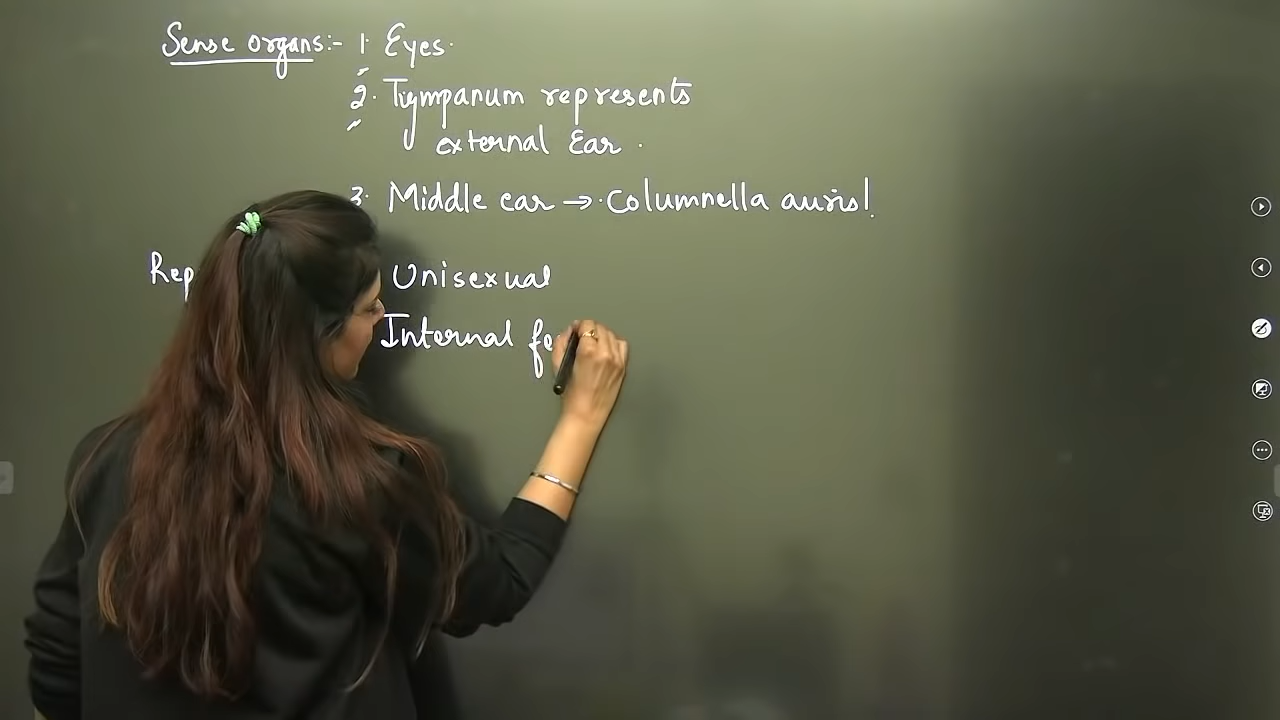 Sense organs:- 1. Eyes.
2. Tympanum represents
external Ear.
3. Middle ear → Columnella auris!
Rep
Unisexual
Internal fe